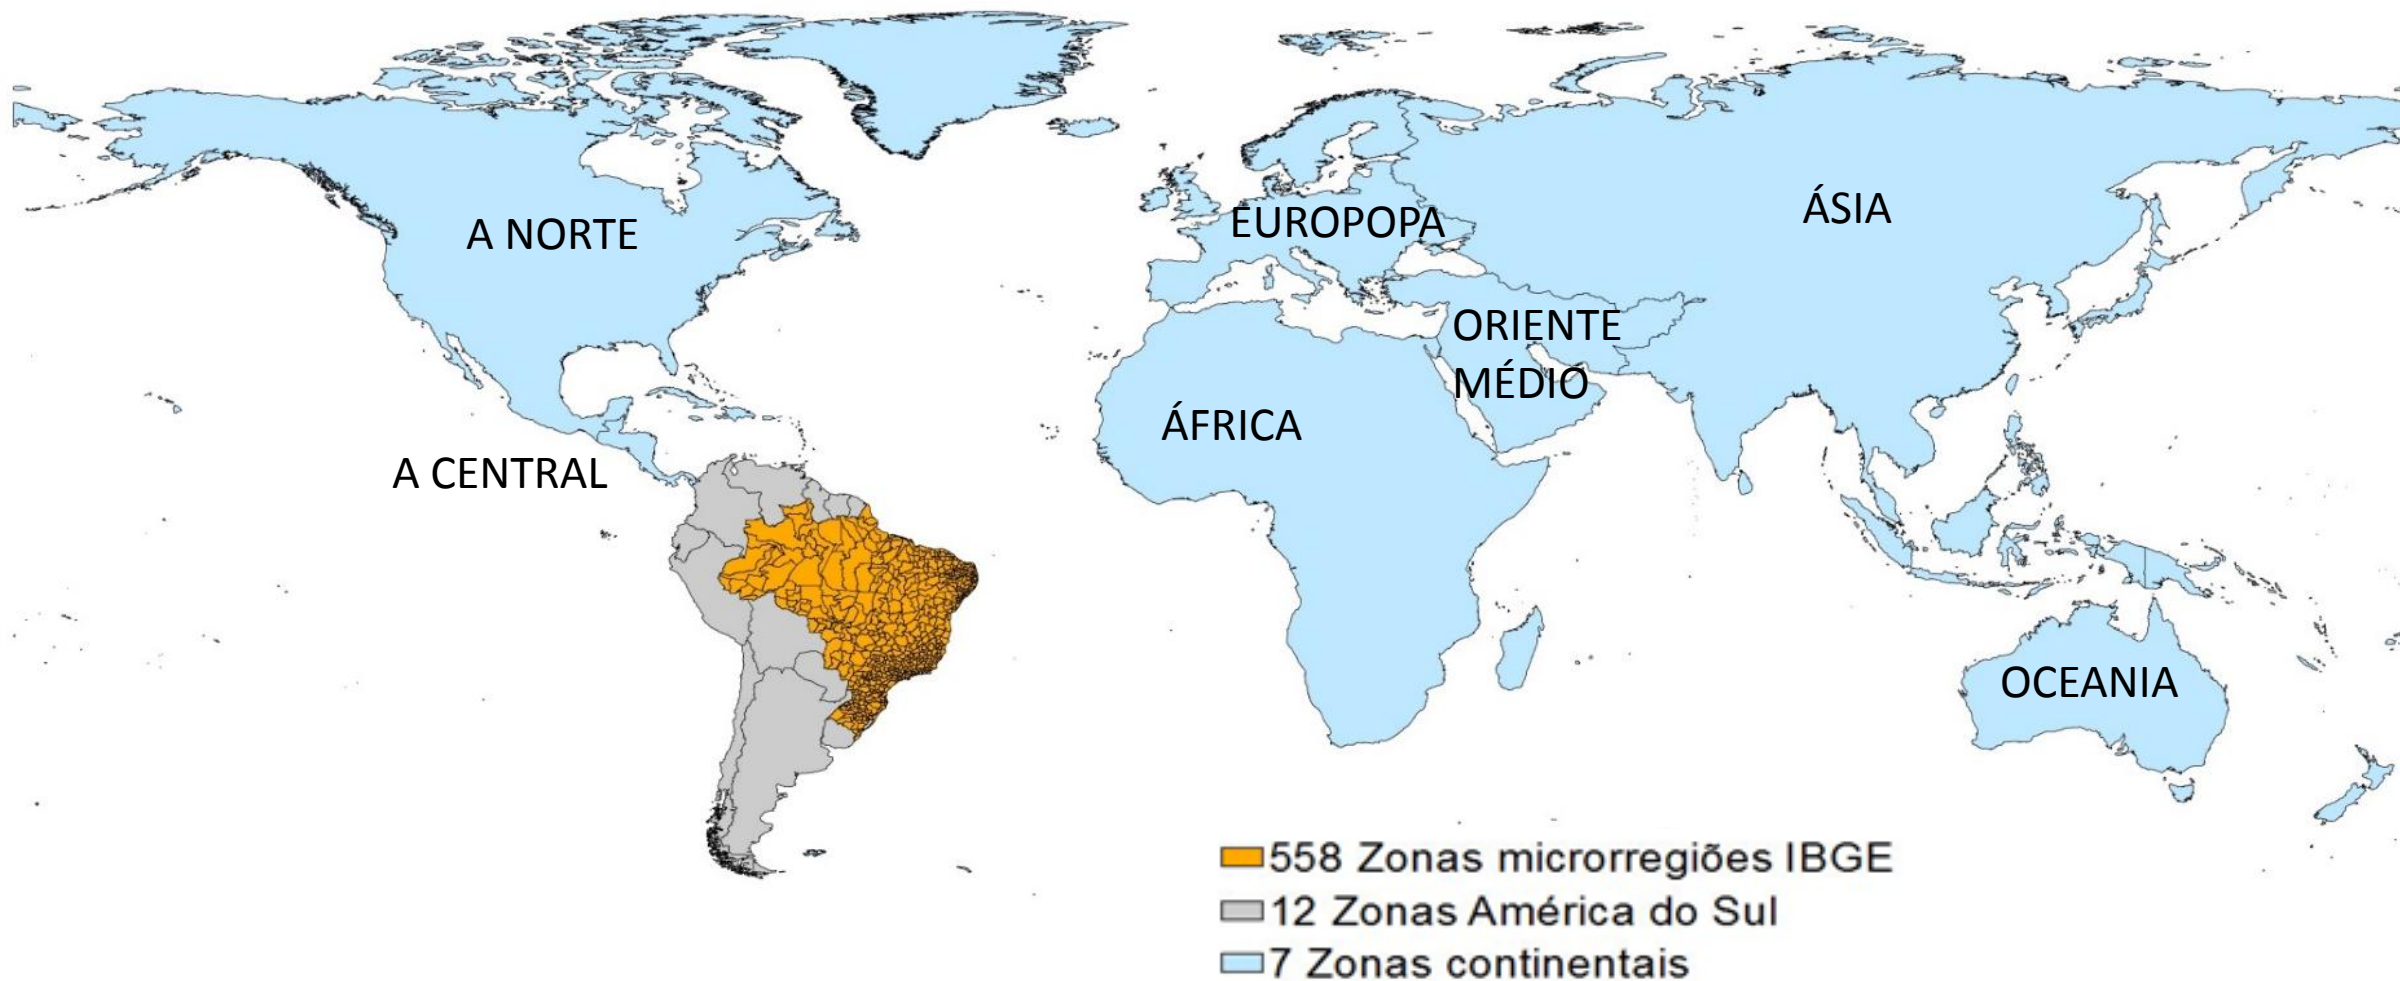 A NORTE
EUROPOPA
ÁSIA
ORIENTE
MÉDIO
ÁFRICA
A CENTRAL
OCEANIA
558 Zonas microrregiões IBGE
12 Zonas América do Sul
7 Zonas continentais